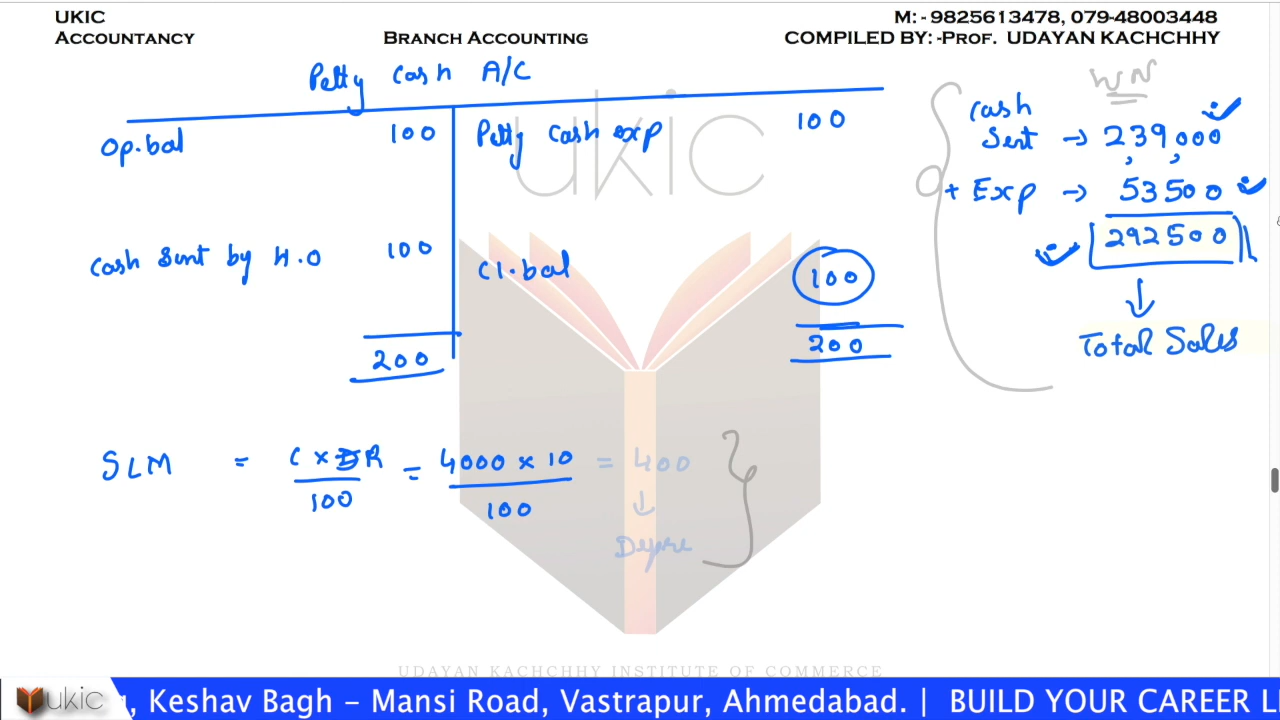 UKIC
M: - 9825613478, 079-48003448
ACCOUNTANCY
BRANCH ACCOUNTING
COMPILED BY: -PROF. UDAYAN KACHCHHY
Petty Cash A/C
Op.bal 100 Petty Cash exp 100
Cash Sent by H.O 100 Cl.bal 100
200 200
WN
Cash
Sent → 239,000
+ Exp → 53500
292500
↓
Total Sales
SLM = C × R = 4000 × 10 = 400
100 100 ↓
Depre
ukic
UDAYAN KACHCHHY INSTITUTE OF COMMERCE
ukic
, Keshav Bagh – Mansi Road, Vastrapur, Ahmedabad. | BUILD YOUR CAREER